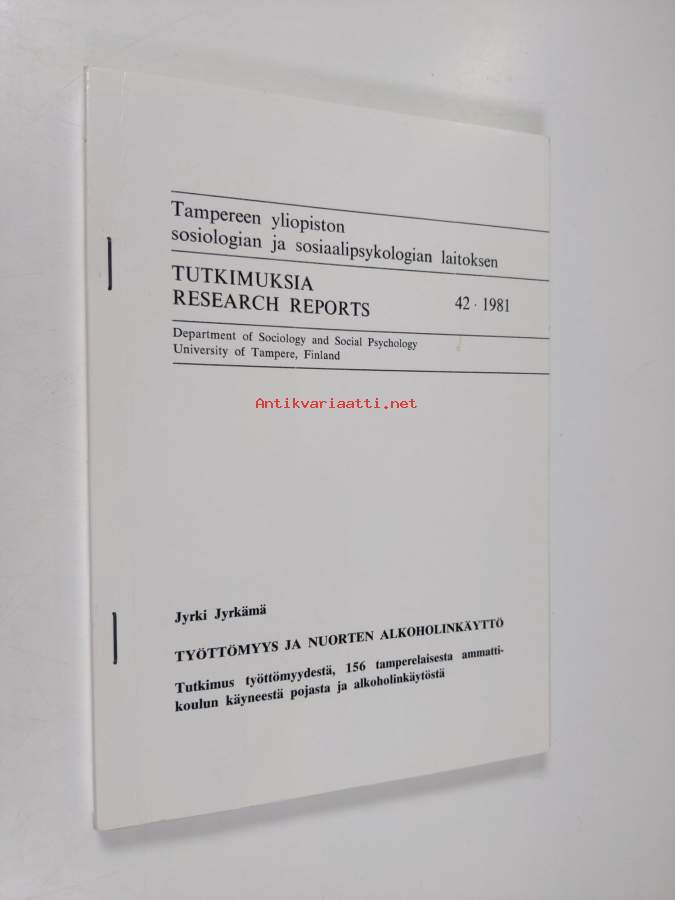 Tampereen yliopiston
sosiologian ja sosiaalipsykologian laitoksen
TUTKIMUKSIA
RESEARCH REPORTS 42 · 1981
Department of Sociology and Social Psychology
University of Tampere, Finland
Antikvariaatti.net
Jyrki Jyrkämä
TYÖTTÖMYYS JA NUORTEN ALKOHOLINKÄYTTÖ
Tutkimus työttömyydestä, 156 tamperelaisesta ammatti-
koulun käyneestä pojasta ja alkoholinkäytöstä